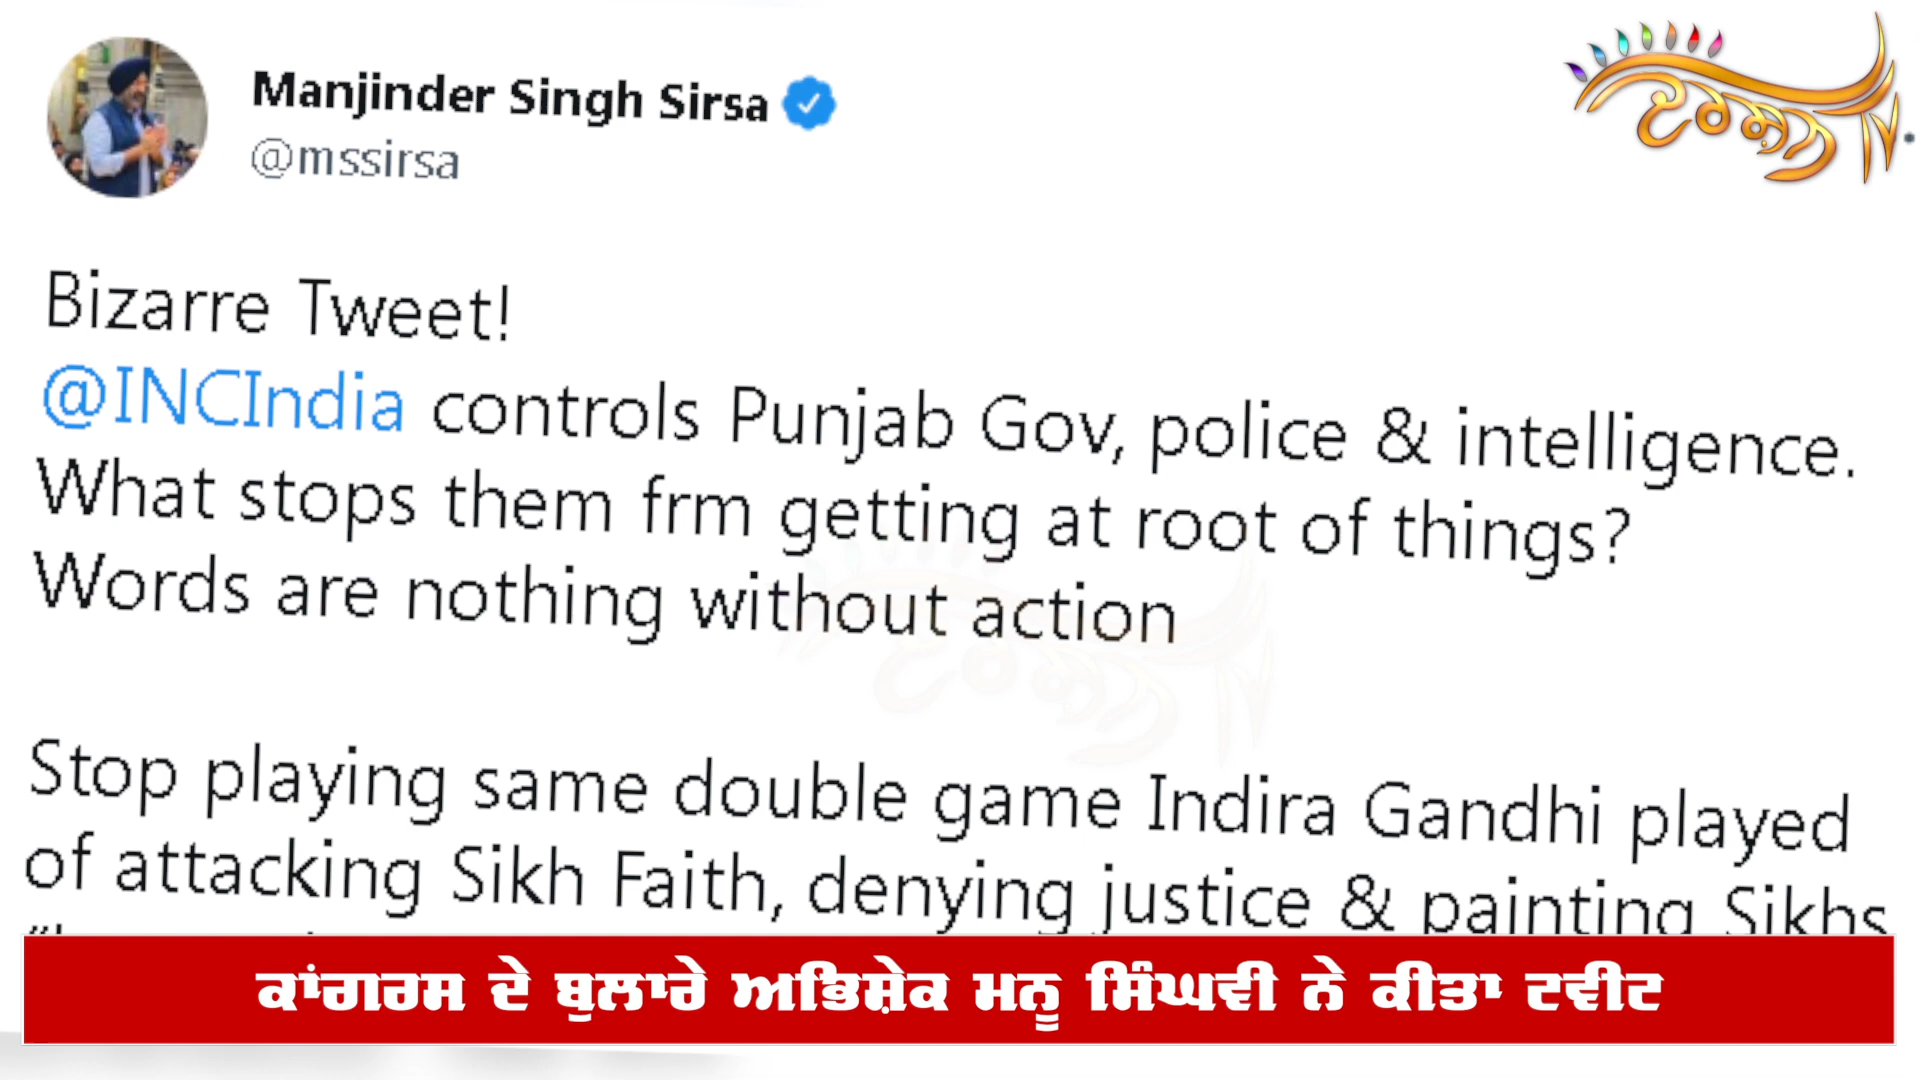 Manjinder Singh Sirsa
@mssirsa
ਦਰਸ਼ਨ TV
Bizarre Tweet!
@INCIndia controls Punjab Gov, police & intelligence.
What stops them frm getting at root of things?
Words are nothing without action
Stop playing same double game Indira Gandhi played
of attacking Sikh Faith, denying justice & painting Sikhs
ਕਾਂਗਰਸ ਦੇ ਬੁਲਾਰੇ ਅਭਿਸ਼ੇਕ ਮਨੂ ਸਿੰਘਵੀ ਨੇ ਕੀਤਾ ਟਵੀਟ